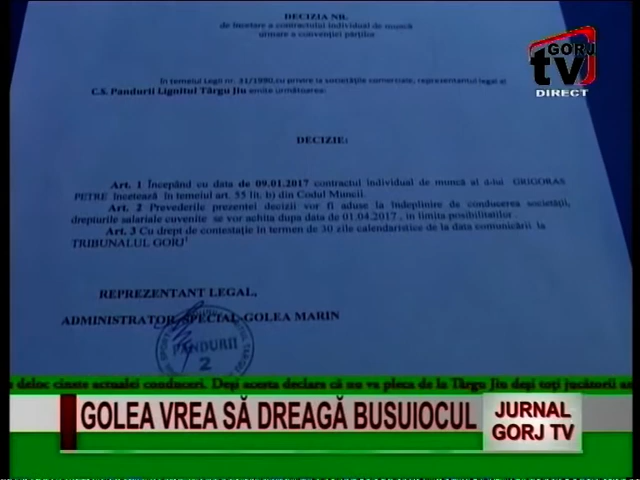 DECIZIA NR.
de încetare a contractului individual de muncă
urmare a convenției părților
GORJ
tv
DIRECT
În temeiul Legii nr. 31/1990,cu privire la societățile comerciale, reprezentantul legal al
C.S. Pandurii Lignitul Târgu Jiu emite următoarea:
DECIZIE:
Art. 1 Începând cu data de 09.01.2017 contractul individual de muncă al d-lui GRIGORAS
PETRE încetează în temeiul art. 55 lit. b) din Codul Muncii.
Art. 2 Prevederile prezentei decizii vor fi aduse la îndeplinire de conducerea societății,
drepturile salariale cuvenite se vor achita dupa data de 01.04.2017 , in limita posibilitatilor .
Art. 3 Cu drept de contestație în termen de 30 zile calendaristice de la data comunicării la
TRIBUNALUL GORJ
REPREZENTANT LEGAL,
ADMINISTRATOR SPECIAL GOLEA MARIN
PANDURII
2
deloc cinste actualei conduceri. Deși acesta declara că nu va pleca de la Târgu Jiu deși toți jucătorii
GOLEA VREA SĂ DREAGĂ BUSUIOCUL
JURNAL
GORJ TV